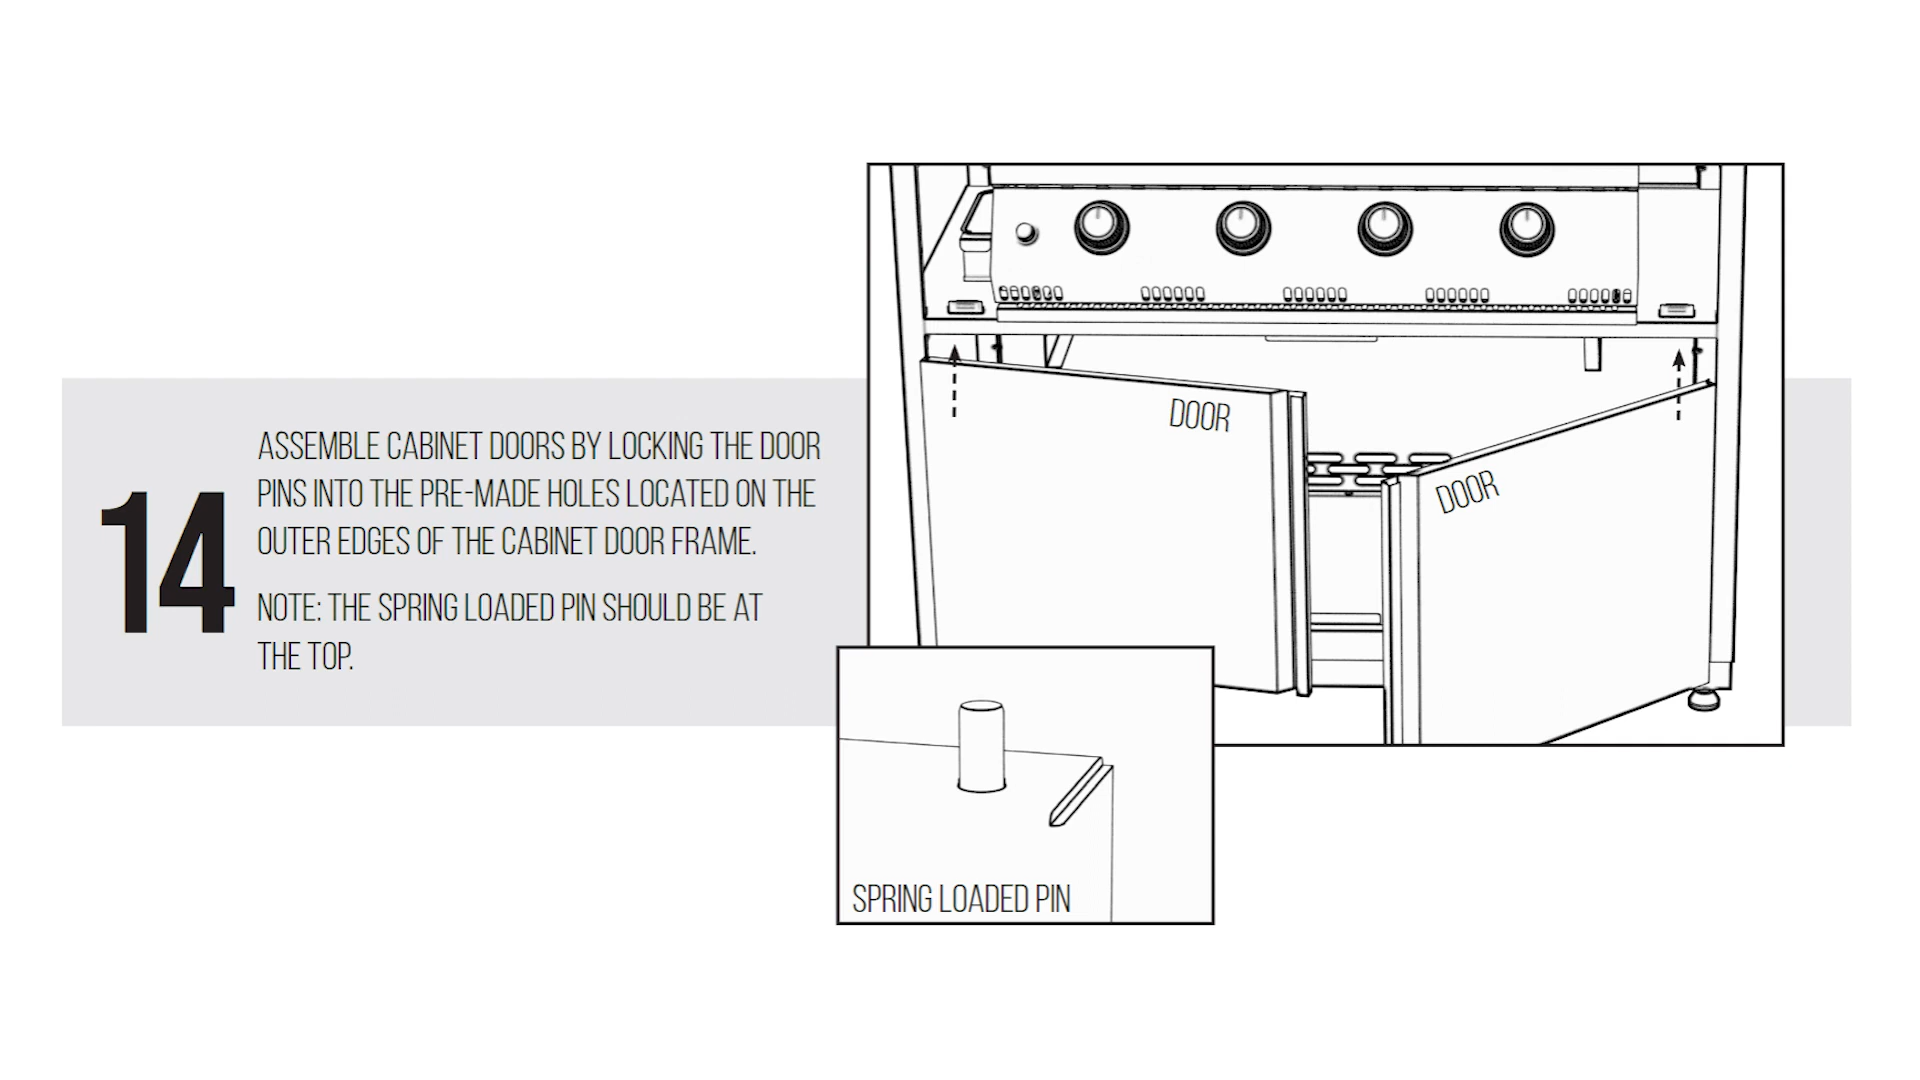 14
ASSEMBLE CABINET DOORS BY LOCKING THE DOOR
PINS INTO THE PRE-MADE HOLES LOCATED ON THE
OUTER EDGES OF THE CABINET DOOR FRAME.
NOTE: THE SPRING LOADED PIN SHOULD BE AT
THE TOP.
DOOR
DOOR
SPRING LOADED PIN